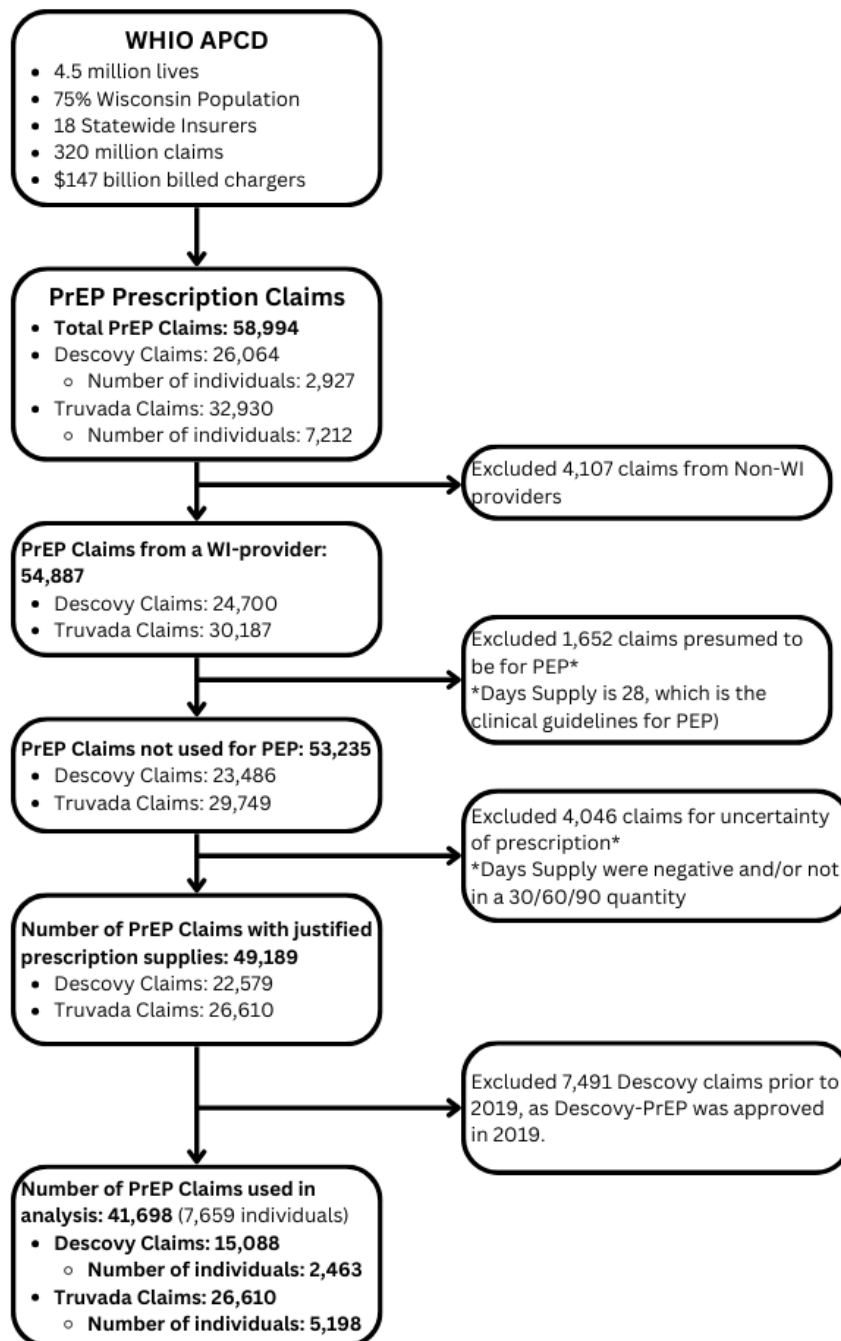 WHIO APCD
• 4.5 million lives
• 75% Wisconsin Population
• 18 Statewide Insurers
• 320 million claims
• $147 billion billed chargers
PrEP Prescription Claims
• Total PrEP Claims: 58,994
• Descovy Claims: 26,064
○ Number of individuals: 2,927
• Truvada Claims: 32,930
○ Number of individuals: 7,212
Excluded 4,107 claims from Non-WI
providers
PrEP Claims from a WI-provider:
54,887
• Descovy Claims: 24,700
• Truvada Claims: 30,187
Excluded 1,652 claims presumed to
be for PEP*
*Days Supply is 28, which is the
clinical guidelines for PEP)
PrEP Claims not used for PEP: 53,235
• Descovy Claims: 23,486
• Truvada Claims: 29,749
Excluded 4,046 claims for uncertainty
of prescription*
*Days Supply were negative and/or not
in a 30/60/90 quantity
Number of PrEP Claims with justified
prescription supplies: 49,189
• Descovy Claims: 22,579
• Truvada Claims: 26,610
Excluded 7,491 Descovy claims prior to
2019, as Descovy-PrEP was approved
in 2019.
Number of PrEP Claims used in
analysis: 41,698 (7,659 individuals)
• Descovy Claims: 15,088
○ Number of individuals: 2,463
• Truvada Claims: 26,610
○ Number of individuals: 5,198